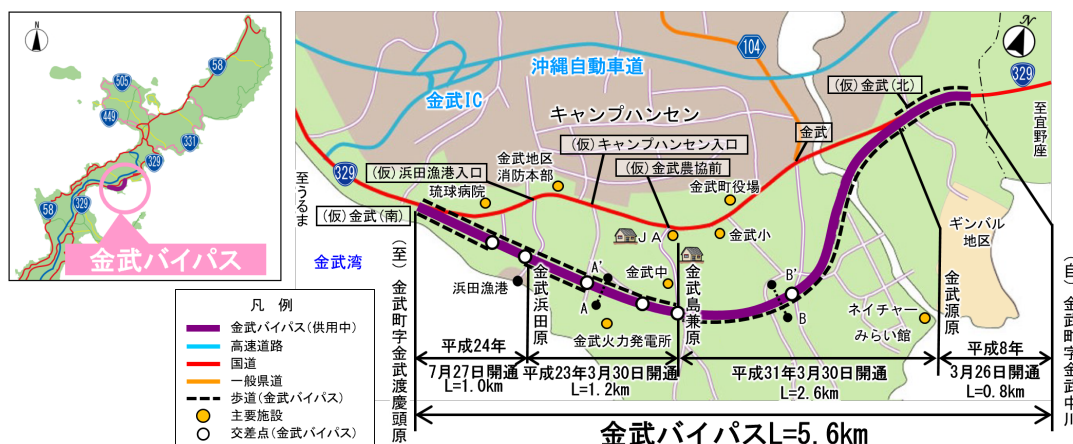 N
58
505
449
331
329
329
58
金武バイパス
凡 例
金武バイパス(供用中)
高速道路
国道
一般県道
歩道(金武バイパス)
主要施設
交差点(金武バイパス)
N
104
沖縄自動車道
金武IC
キャンプハンセン
(仮)金武(北)
329
至宜野座
金武
(仮)キャンプハンセン入口
金武地区
消防本部
(仮)金武農協前
(仮)浜田漁港入口
329
至うるま
琉球病院
金武町役場
(仮)金武(南)
JA
金武小
ギンバル
地区
金武湾
金武中
浜田漁港
A'
A
B'
B
金武火力発電所
ネイチャー
みらい館
金武浜田原
金武島兼原
金武源原
(至)金武町字金武渡慶頭原
(自)金武町字金武中川
平成24年
7月27日開通
L=1.0km
平成23年3月30日開通
L=1.2km
平成31年3月30日開通
L=2.6km
平成8年
3月26日開通
L=0.8km
金武バイパスL=5.6km